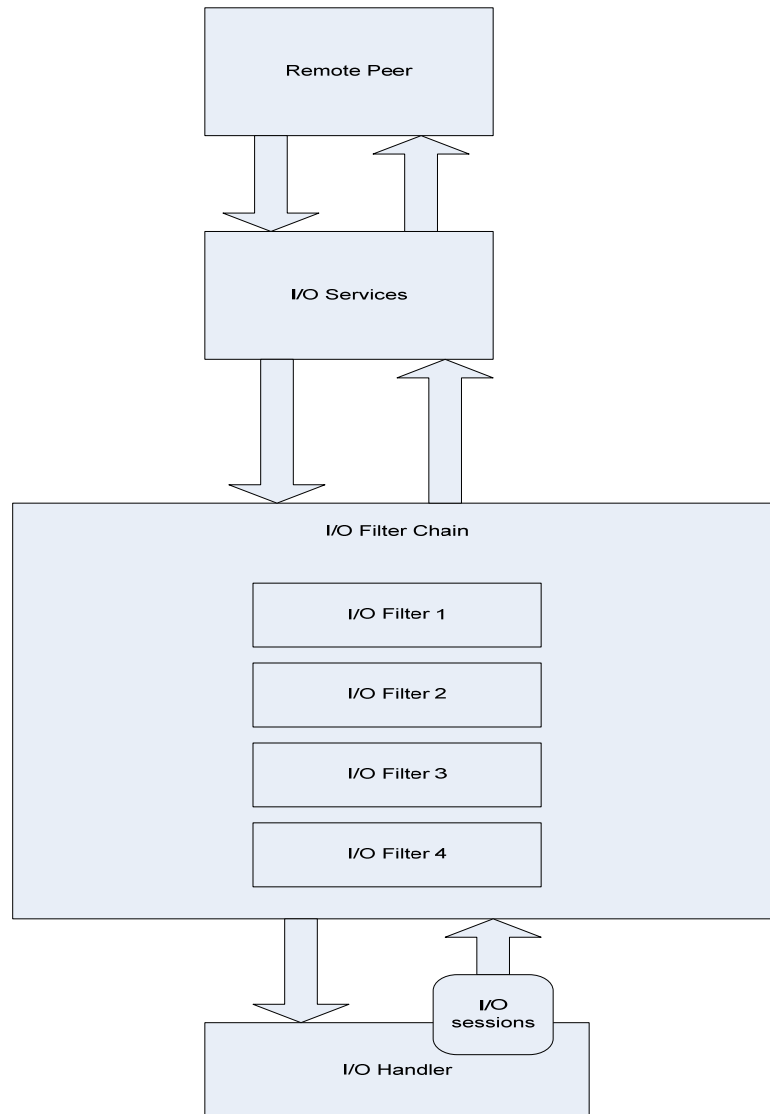 Remote Peer
I/O Services
I/O Filter Chain
I/O Filter 1
I/O Filter 2
I/O Filter 3
I/O Filter 4
I/O
sessions
I/O Handler